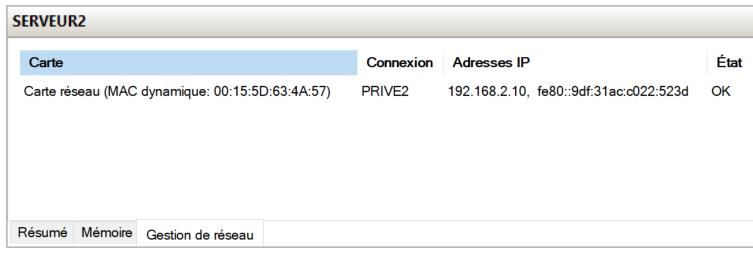 SERVEUR2
Carte Connexion Adresses IP État
Carte réseau (MAC dynamique: 00:15:5D:63:4A:57) PRIVE2 192.168.2.10, fe80::9df:31ac:c022:523d OK
Résumé Mémoire Gestion de réseau